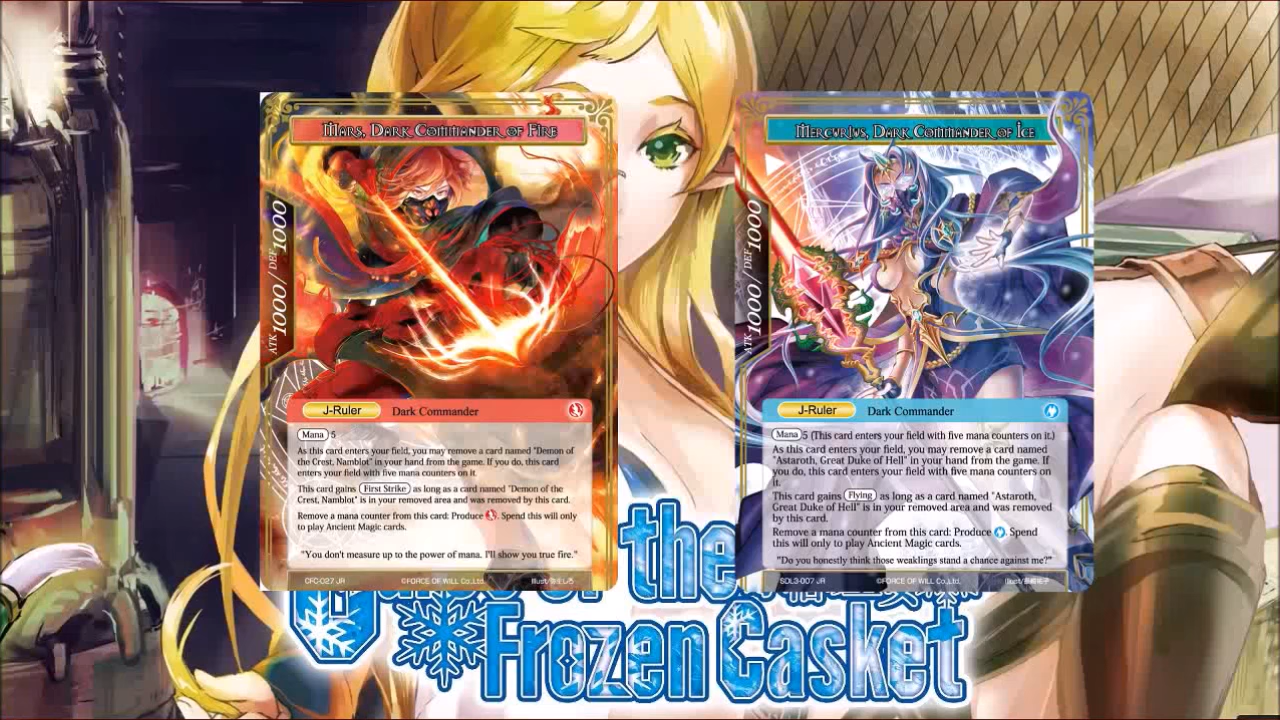 Mars, Dark Commander of Fire
ATK 1000 / DEF 1000
J-Ruler Dark Commander
Mana 5
As this card enters your field, you may remove a card named "Demon of
the Crest, Namblot" in your hand from the game. If you do, this card
enters your field with five mana counters on it.
This card gains First Strike as long as a card named "Demon of the
Crest, Namblot" is in your removed area and was removed by this card.
Remove a mana counter from this card: Produce . Spend this will only
to play Ancient Magic cards.
"You don't measure up to the power of mana. I'll show you true fire."
CFC-027 JR ©FORCE OF WILL Co.,Ltd. Illust/
Mercurius, Dark Commander of Ice
ATK 1000 / DEF 1000
J-Ruler Dark Commander
Mana 5 (This card enters your field with five mana counters on it.)
As this card enters your field, you may remove a card named
"Astaroth, Great Duke of Hell" in your hand from the game. If
you do, this card enters your field with five mana counters on
it.
This card gains Flying as long as a card named "Astaroth,
Great Duke of Hell" is in your removed area and was removed
by this card.
Remove a mana counter from this card: Produce . Spend
this will only to play Ancient Magic cards.
"Do you honestly think those weaklings stand a chance against me?"
SDL3-007 JR ©FORCE OF WILL Co.,Ltd. Illust/
of the
Frozen Casket